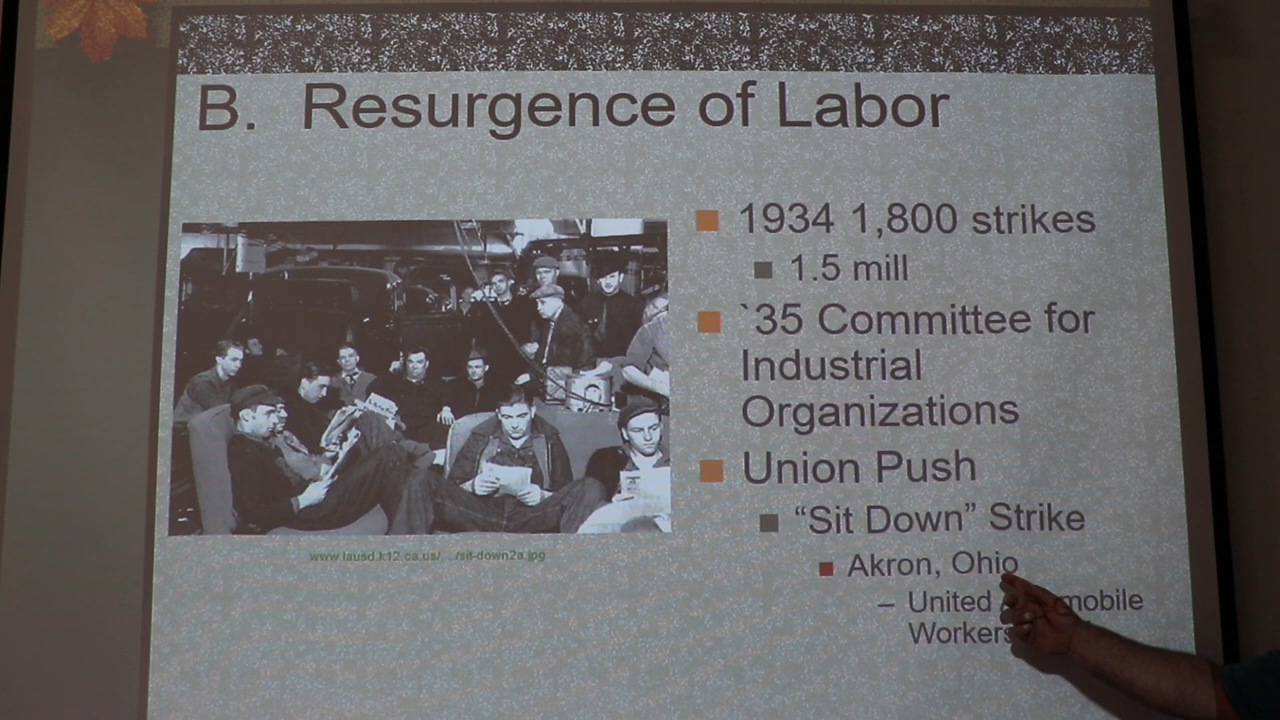 B. Resurgence of Labor
1934 1,800 strikes
1.5 mill
`35 Committee for
Industrial
Organizations
Union Push
“Sit Down” Strike
Akron, Ohio
– United mobile
Workers
www.lausd.k12.ca.us/.../sit-down2a.jpg